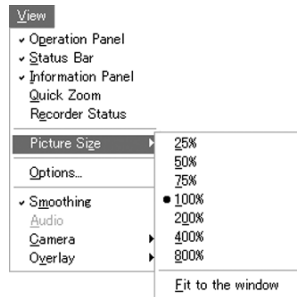 View
Operation Panel
Status Bar
Information Panel
Quick Zoom
Recorder Status
Picture Size
Options...
Smoothing
Audio
Camera
Overlay
25%
50%
75%
100%
200%
400%
800%
Fit to the window